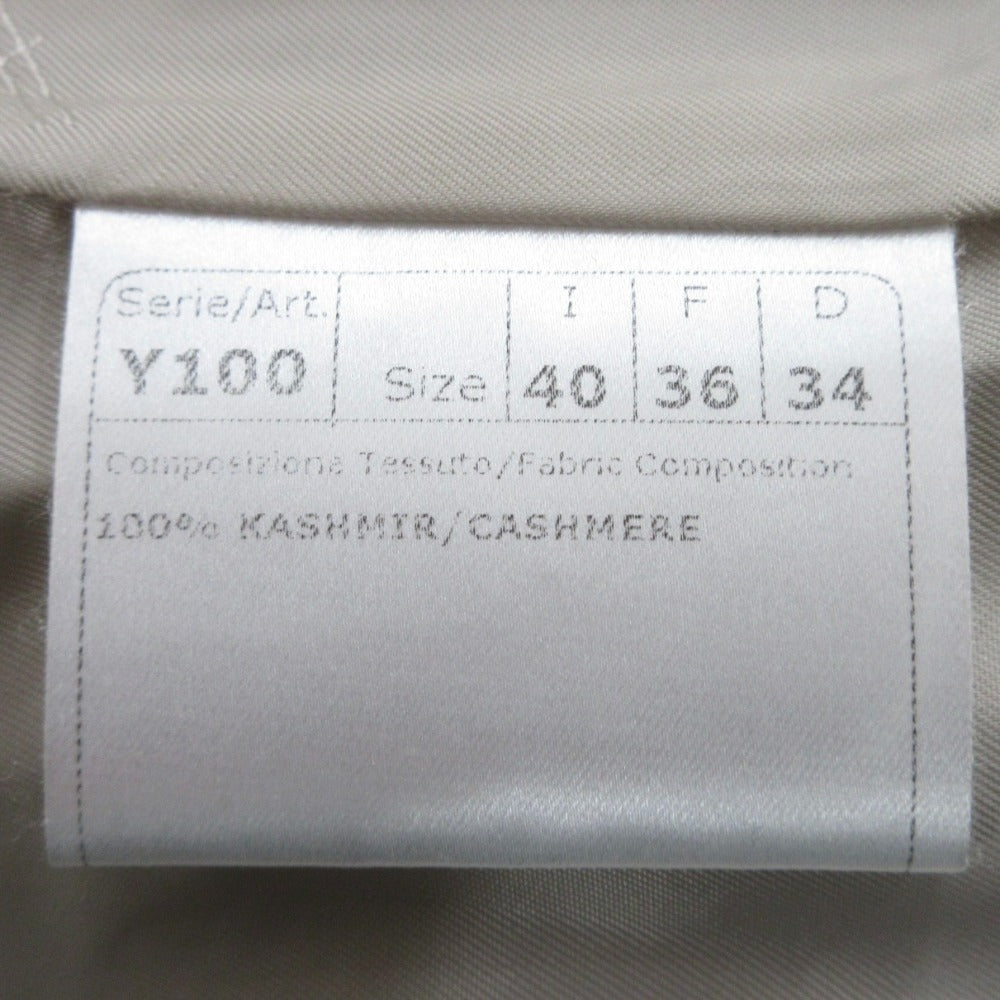 Serie/Art. I F D
Y100 Size 40 36 34
Composizione Tessuto/Fabric Composition
100% KASHMIR/CASHMERE